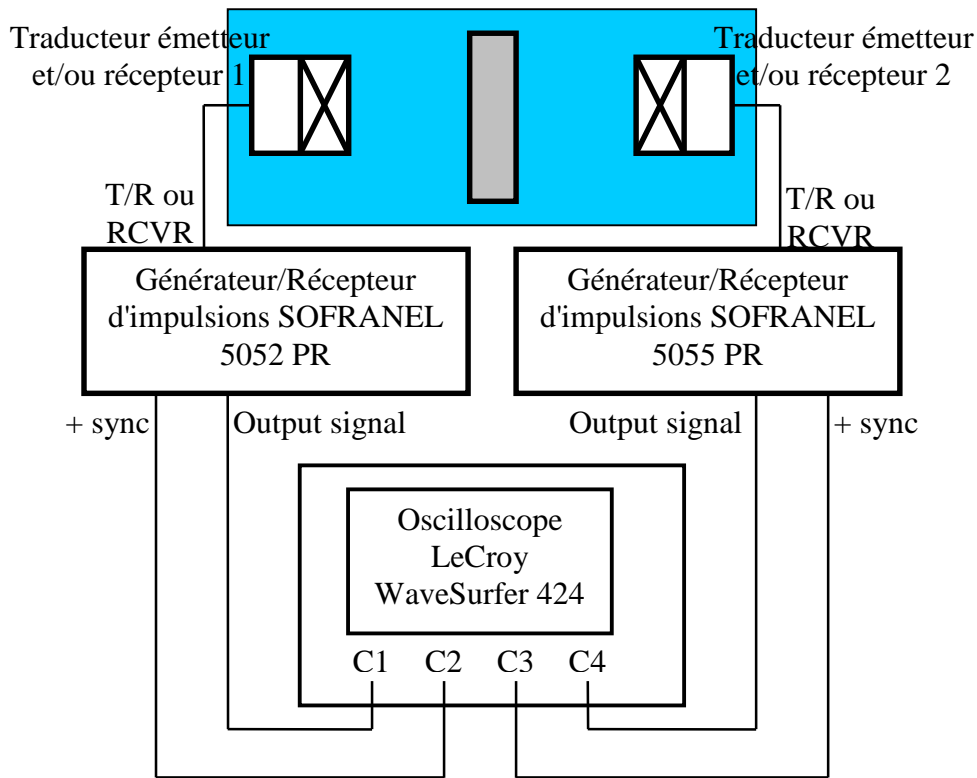 Traducteur émetteur
et/ou récepteur 1
Traducteur émetteur
et/ou récepteur 2
T/R ou
RCVR
T/R ou
RCVR
Générateur/Récepteur
d'impulsions SOFRANEL
5052 PR
Générateur/Récepteur
d'impulsions SOFRANEL
5055 PR
+ sync
Output signal
Output signal
+ sync
Oscilloscope
LeCroy
WaveSurfer 424
C1 C2 C3 C4